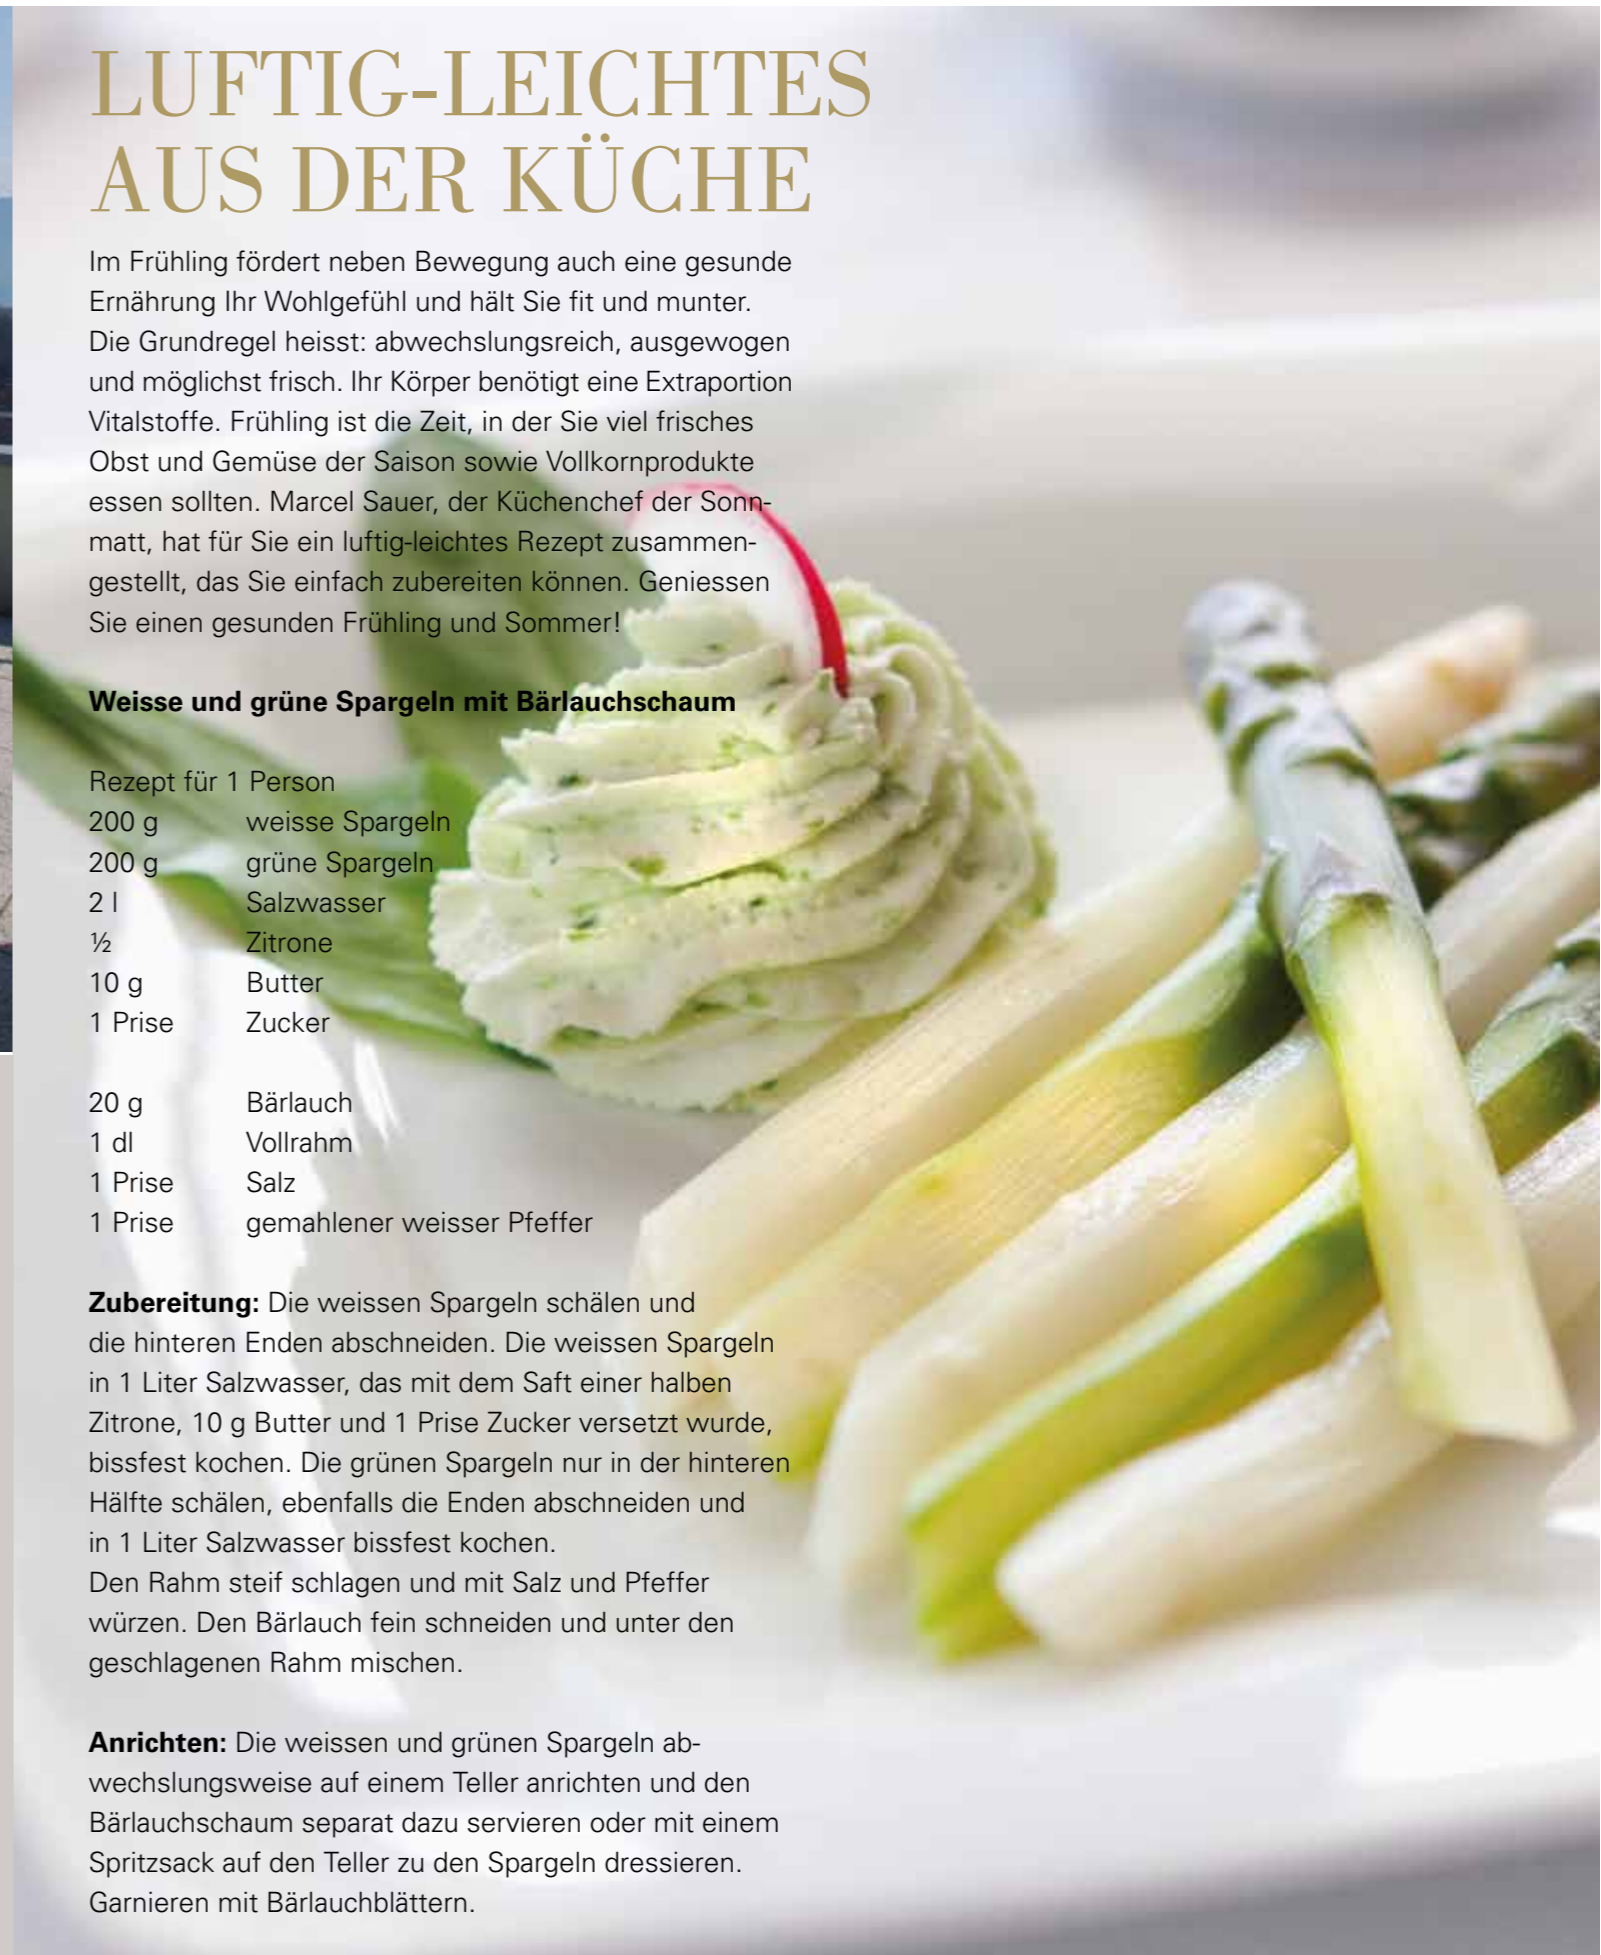 LUFTIG-LEICHTES
AUS DER KÜCHE
Im Frühling fördert neben Bewegung auch eine gesunde
Ernährung Ihr Wohlgefühl und hält Sie fit und munter.
Die Grundregel heisst: abwechslungsreich, ausgewogen
und möglichst frisch. Ihr Körper benötigt eine Extraportion
Vitalstoffe. Frühling ist die Zeit, in der Sie viel frisches
Obst und Gemüse der Saison sowie Vollkornprodukte
essen sollten. Marcel Sauer, der Küchenchef der Sonn-
matt, hat für Sie ein luftig-leichtes Rezept zusammen-
gestellt, das Sie einfach zubereiten können. Geniessen
Sie einen gesunden Frühling und Sommer!
Weisse und grüne Spargeln mit Bärlauchschaum
Rezept für 1 Person
200 g weisse Spargeln
200 g grüne Spargeln
2 l Salzwasser
½ Zitrone
10 g Butter
1 Prise Zucker
20 g Bärlauch
1 dl Vollrahm
1 Prise Salz
1 Prise gemahlener weisser Pfeffer
Zubereitung: Die weissen Spargeln schälen und
die hinteren Enden abschneiden. Die weissen Spargeln
in 1 Liter Salzwasser, das mit dem Saft einer halben
Zitrone, 10 g Butter und 1 Prise Zucker versetzt wurde,
bissfest kochen. Die grünen Spargeln nur in der hinteren
Hälfte schälen, ebenfalls die Enden abschneiden und
in 1 Liter Salzwasser bissfest kochen.
Den Rahm steif schlagen und mit Salz und Pfeffer
würzen. Den Bärlauch fein schneiden und unter den
geschlagenen Rahm mischen.
Anrichten: Die weissen und grünen Spargeln ab-
wechslungsweise auf einem Teller anrichten und den
Bärlauchschaum separat dazu servieren oder mit einem
Spritzsack auf den Teller zu den Spargeln dressieren.
Garnieren mit Bärlauchblättern.